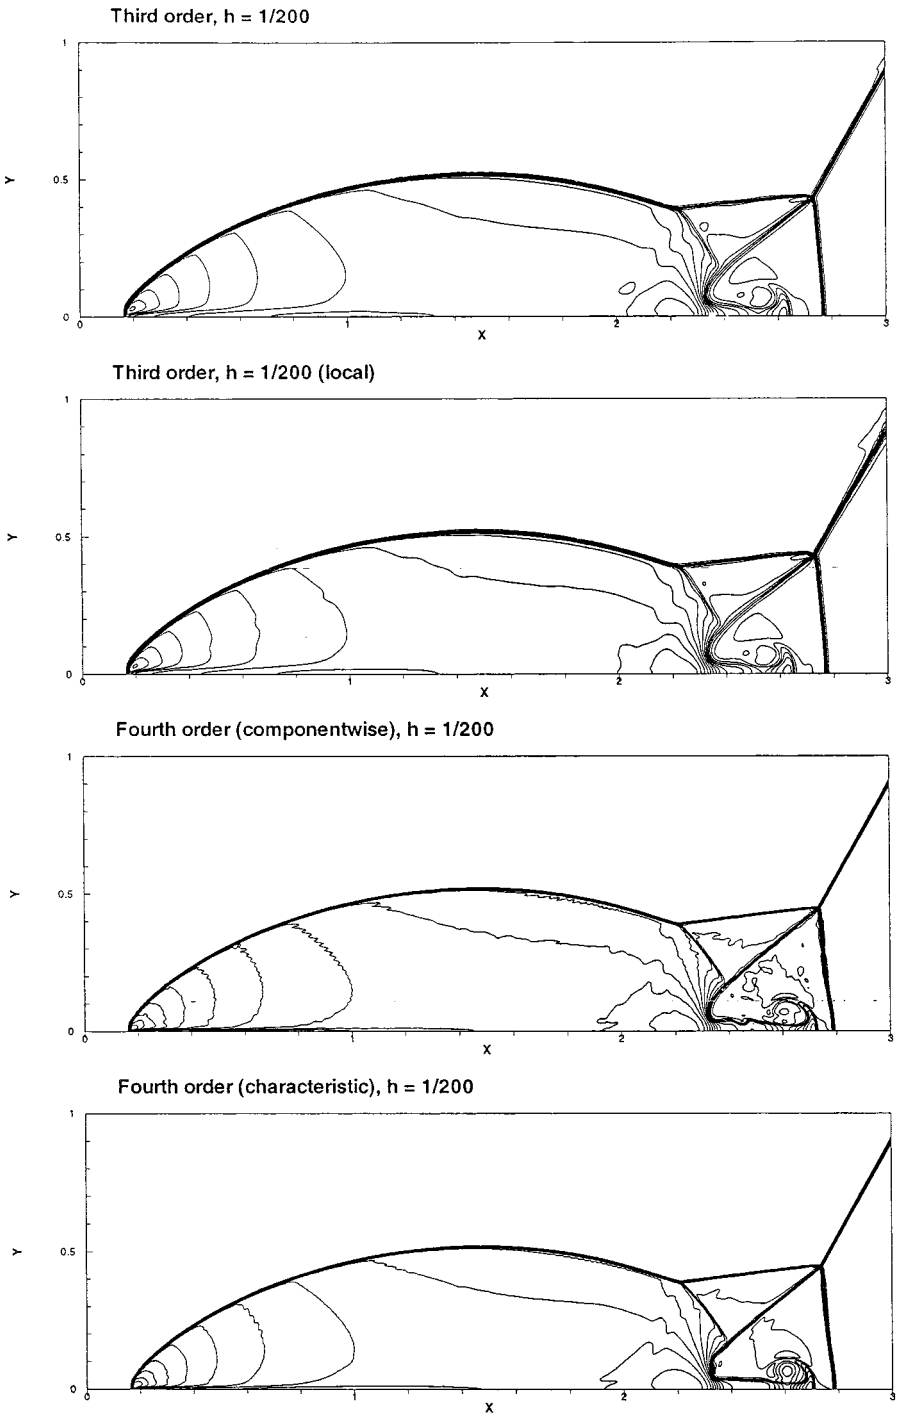 Third order, h = 1/200
1
Y
0.5
0
0
1
2
3
X
Third order, h = 1/200 (local)
1
Y
0.5
0
0
1
2
3
X
Fourth order (componentwise), h = 1/200
1
Y
0.5
0
0
1
2
3
X
Fourth order (characteristic), h = 1/200
1
Y
0.5
0
0
1
2
3
X